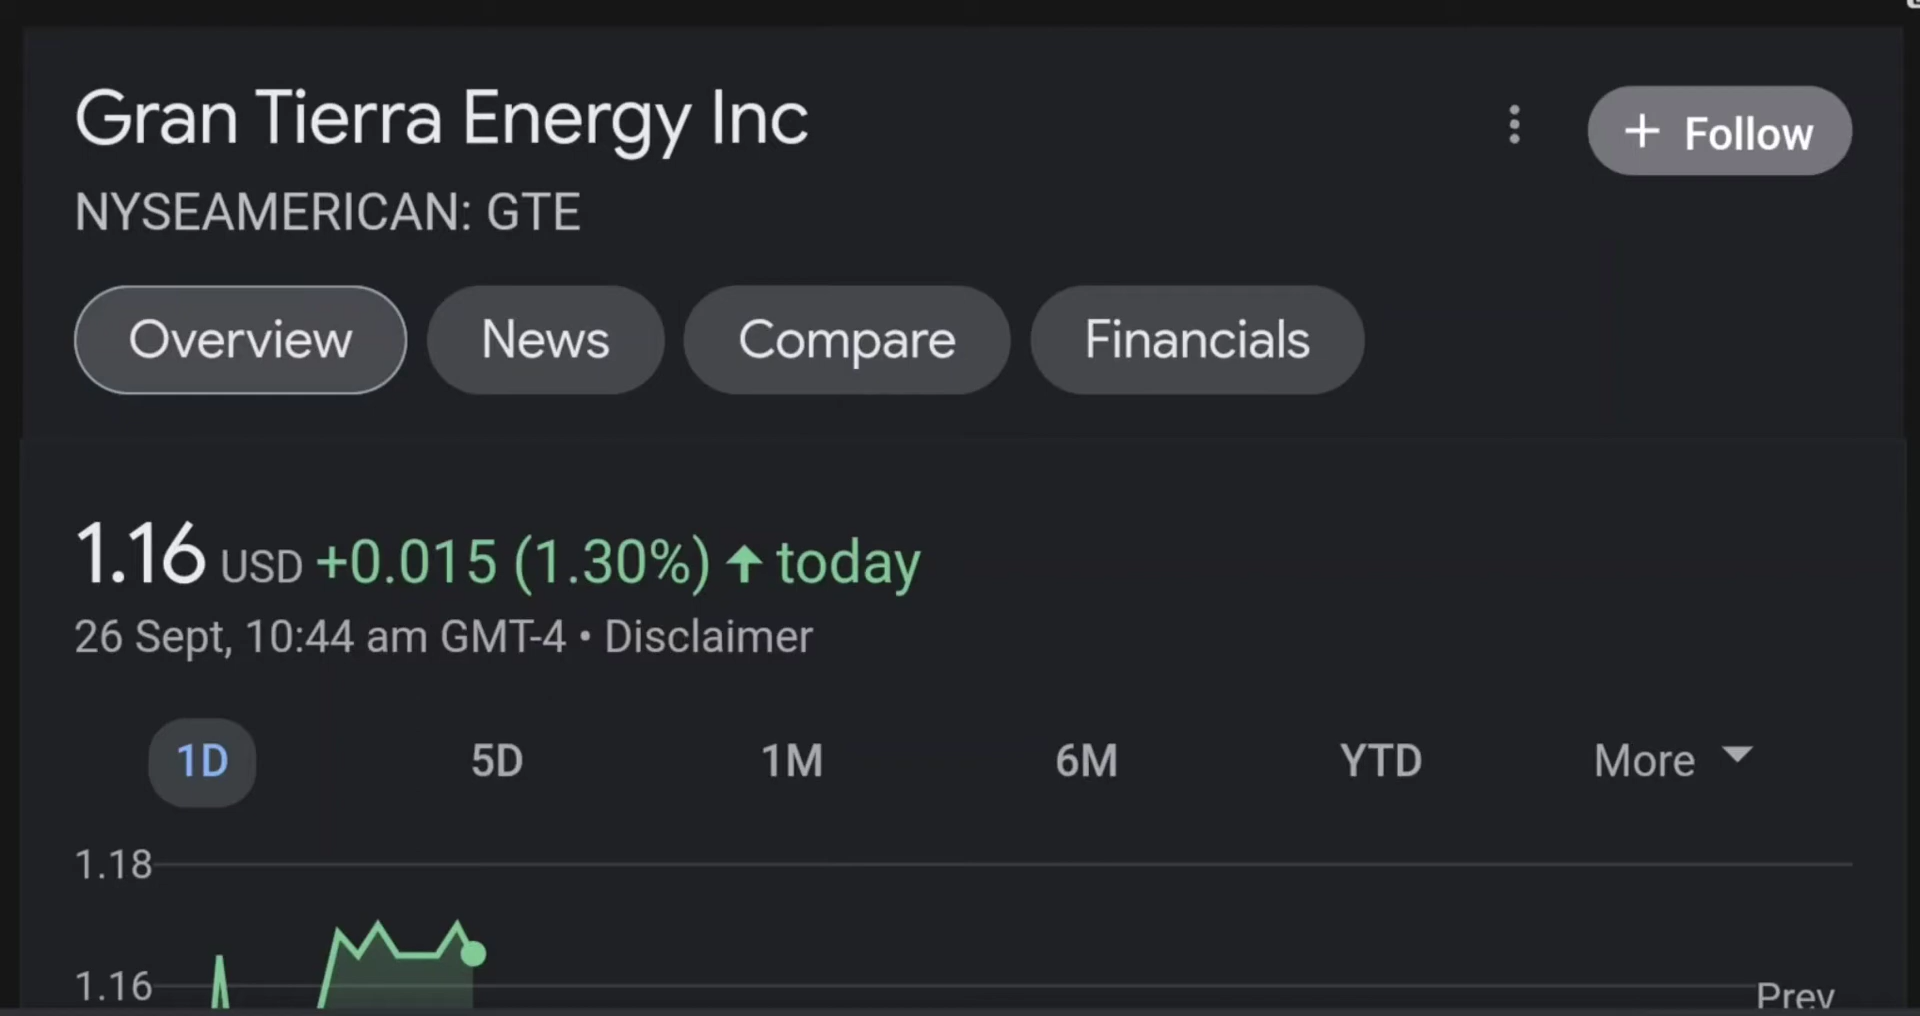 Gran Tierra Energy Inc
+ Follow
NYSEAMERICAN: GTE
Overview News Compare Financials
1.16 USD +0.015 (1.30%) ↑ today
26 Sept, 10:44 am GMT-4 • Disclaimer
1D 5D 1M 6M YTD More
1.18
1.16
Prev